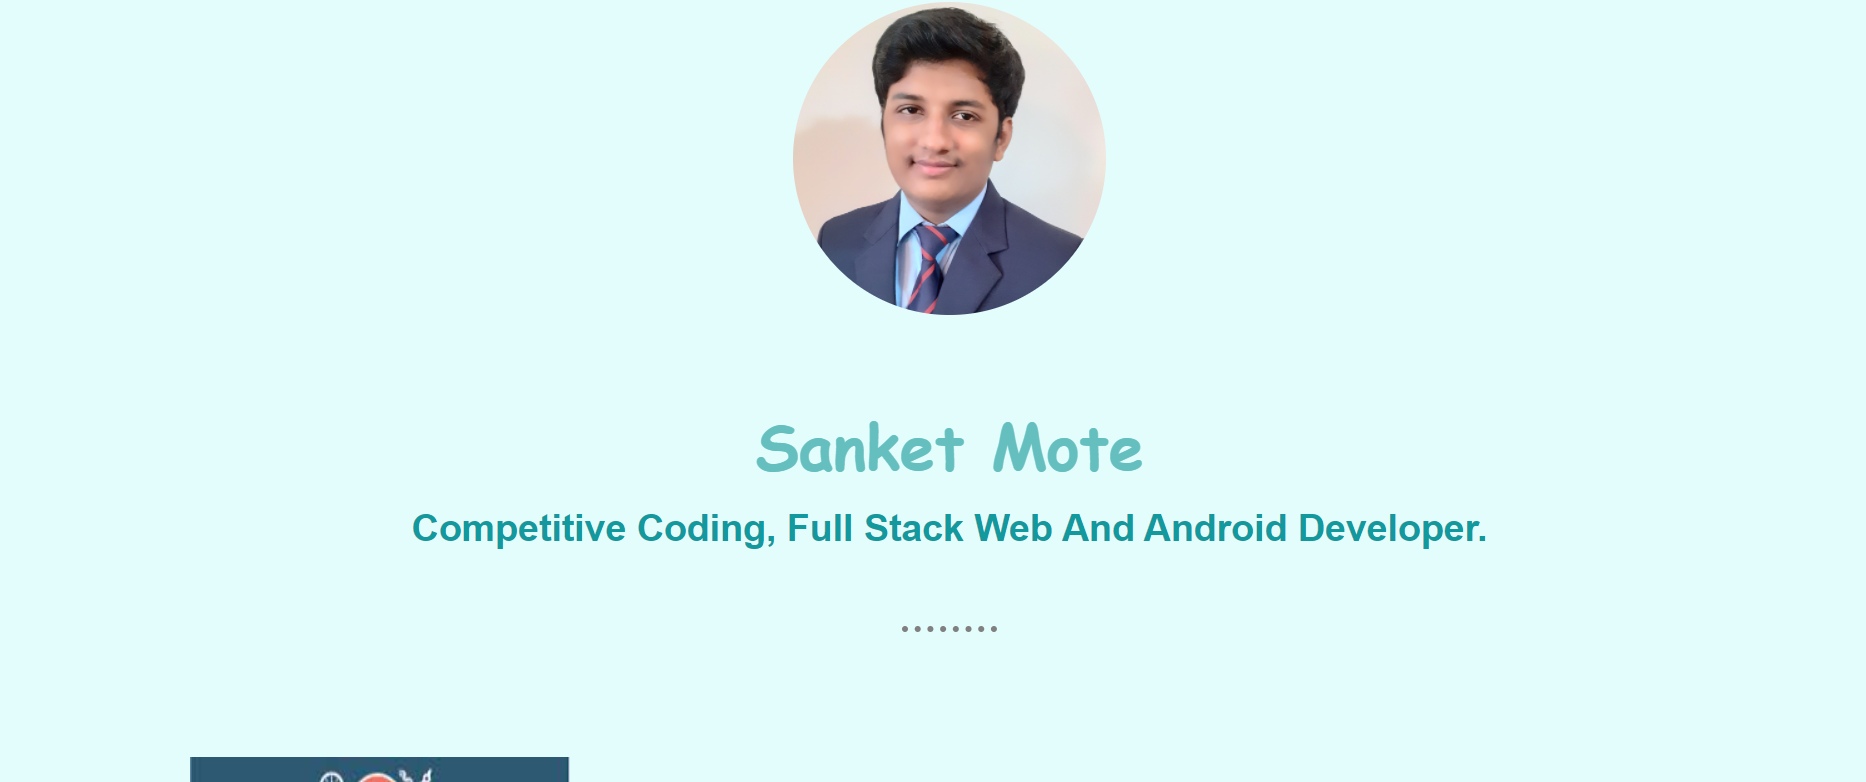 Sanket Mote
Competitive Coding, Full Stack Web And Android Developer.